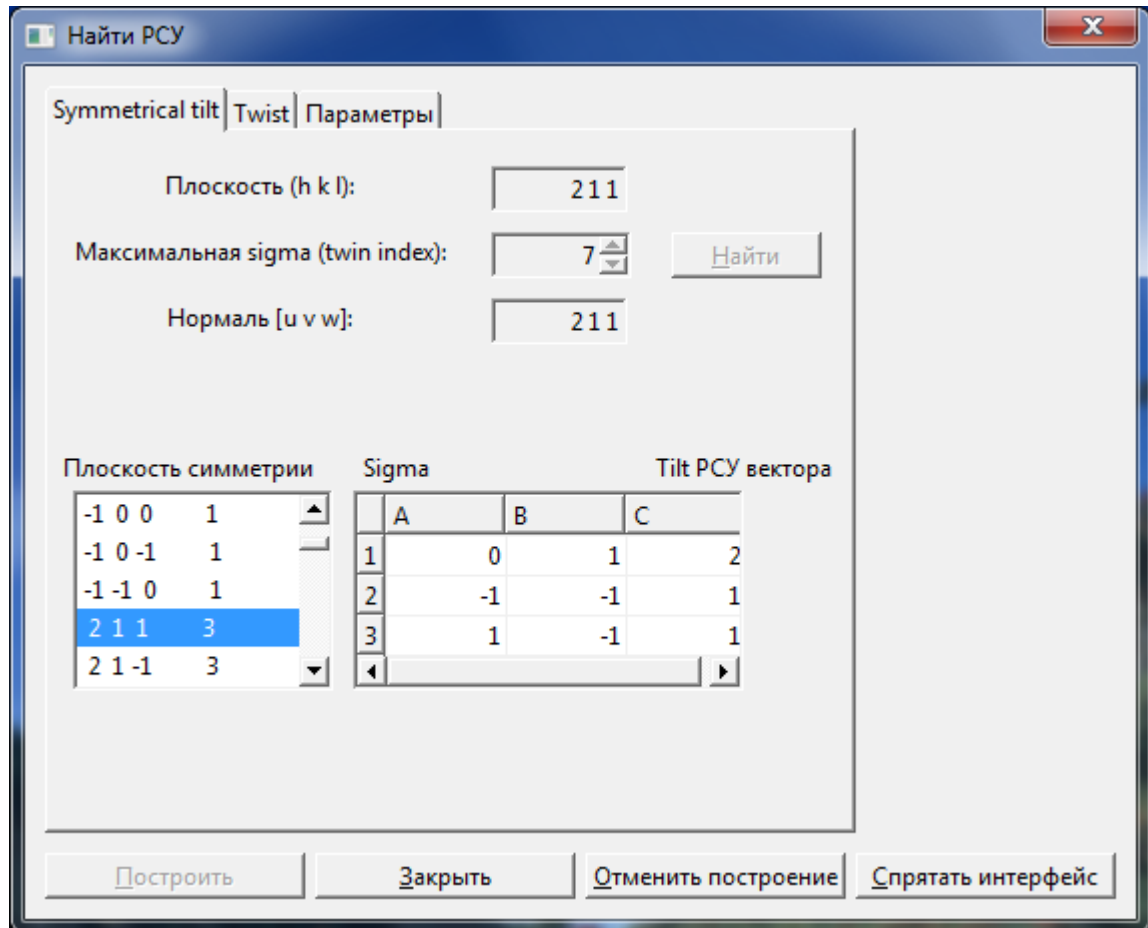 Найти РСУ
Symmetrical tilt Twist Параметры
Плоскость (h k l): 2 1 1
Максимальная sigma (twin index): 7 Найти
Нормаль [u v w]: 2 1 1
Плоскость симметрии Sigma Tilt РСУ вектора
-1 0 0 1
-1 0 -1 1
-1 -1 0 1
2 1 1 3
2 1 -1 3
A B C
1 0 1 2
2 -1 -1 1
3 1 -1 1
Построить Закрыть Отменить построение Спрятать интерфейс